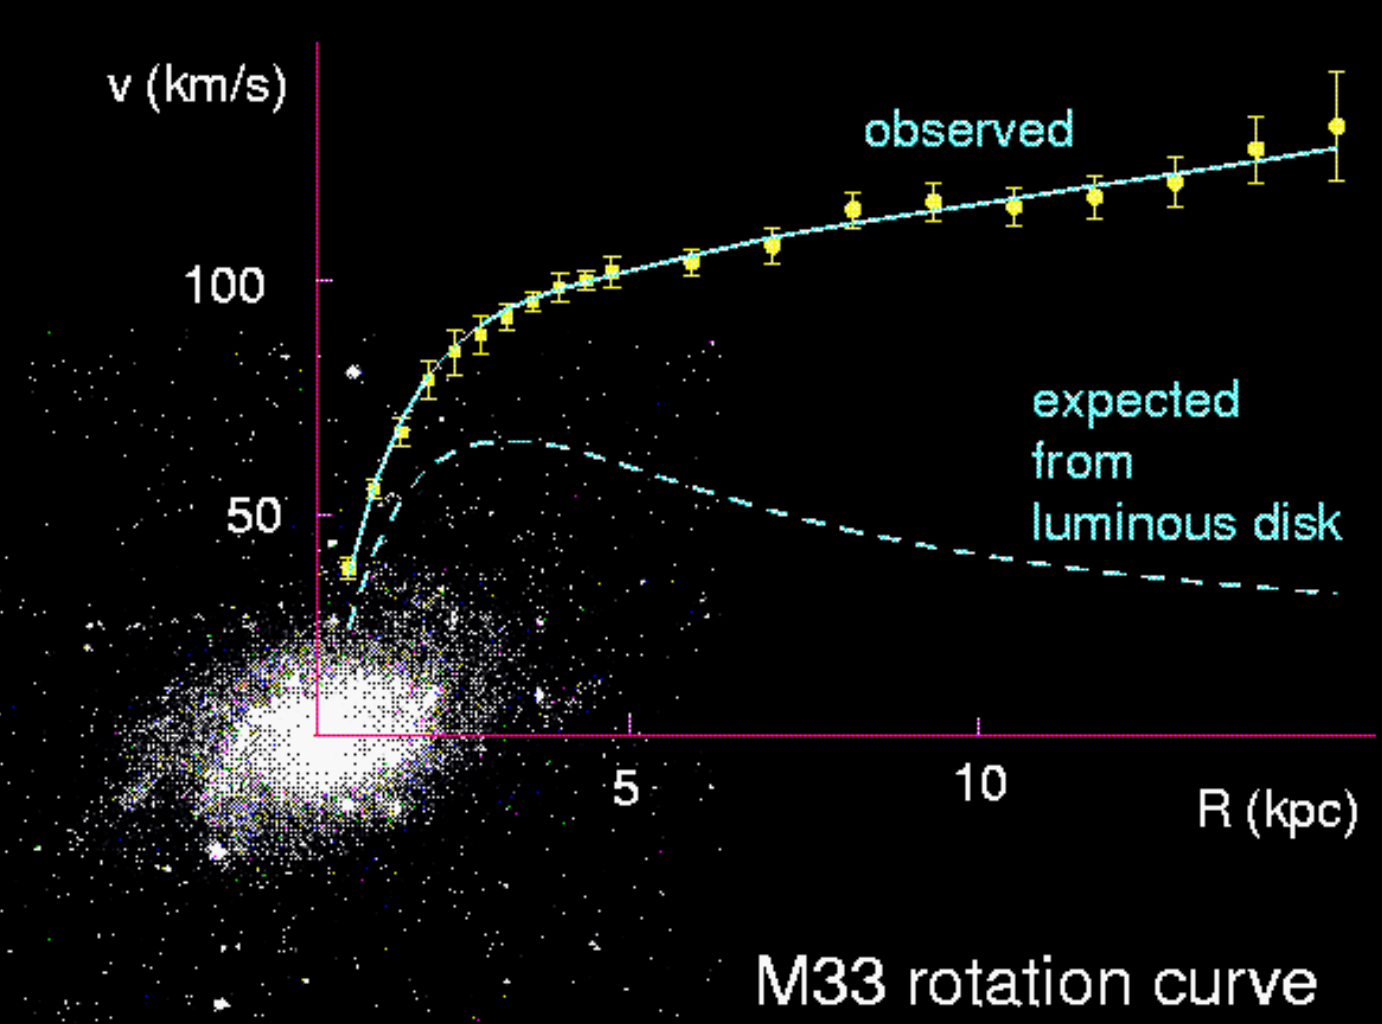 v (km/s)
observed
100
expected
from
luminous disk
50
5
10
R (kpc)
M33 rotation curve